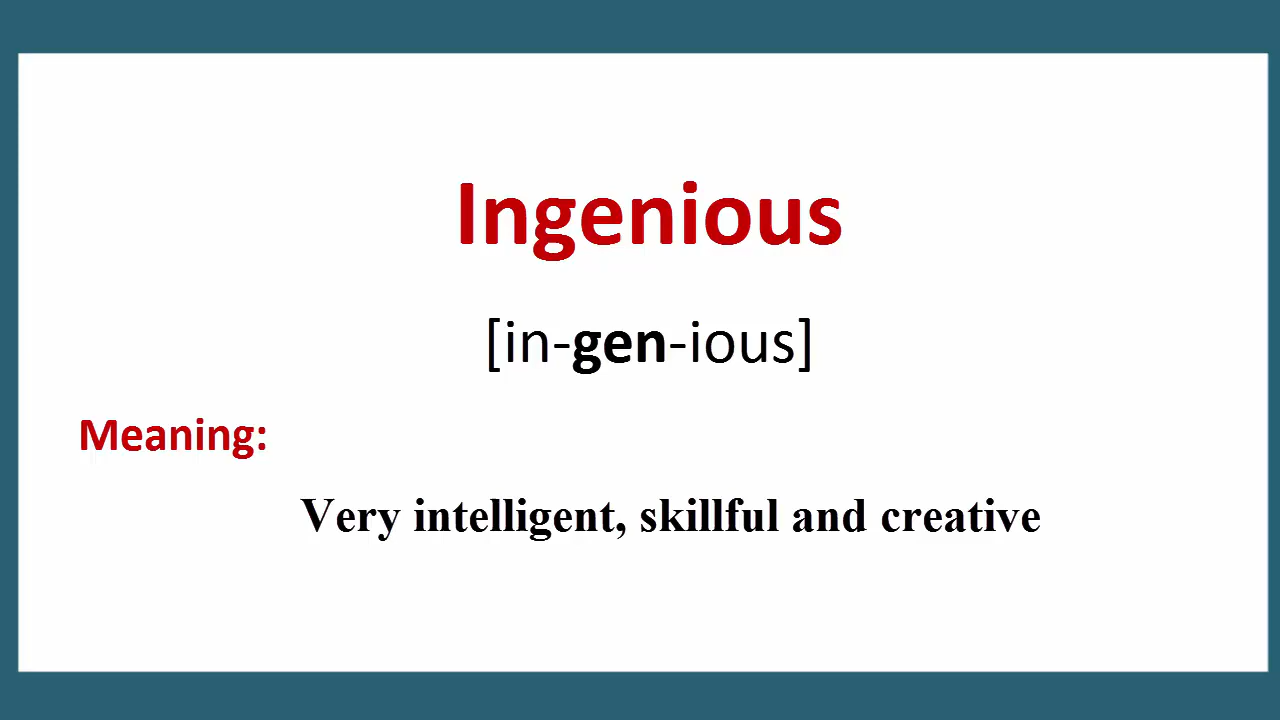 Ingenious
[in-gen-ious]
Meaning:
Very intelligent, skillful and creative